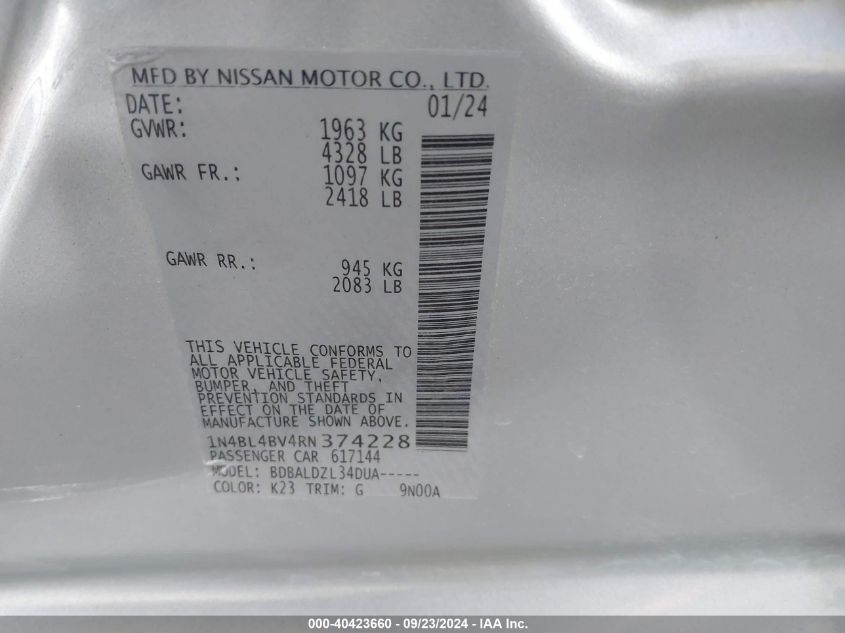 MFD BY NISSAN MOTOR CO., LTD.
DATE: 01/24
GVWR: 1963 KG
4328 LB
GAWR FR.: 1097 KG
2418 LB
GAWR RR.: 945 KG
2083 LB
THIS VEHICLE CONFORMS TO
ALL APPLICABLE FEDERAL
MOTOR VEHICLE SAFETY,
BUMPER, AND THEFT
PREVENTION STANDARDS IN
EFFECT ON THE DATE OF
MANUFACTURE SHOWN ABOVE.
1N4BL4BV4RN374228
PASSENGER CAR 617144
MODEL: BDBALDZL34DUA-----
COLOR: K23 TRIM: G 9N00A
000-40423660 - 09/23/2024 - IAA Inc.